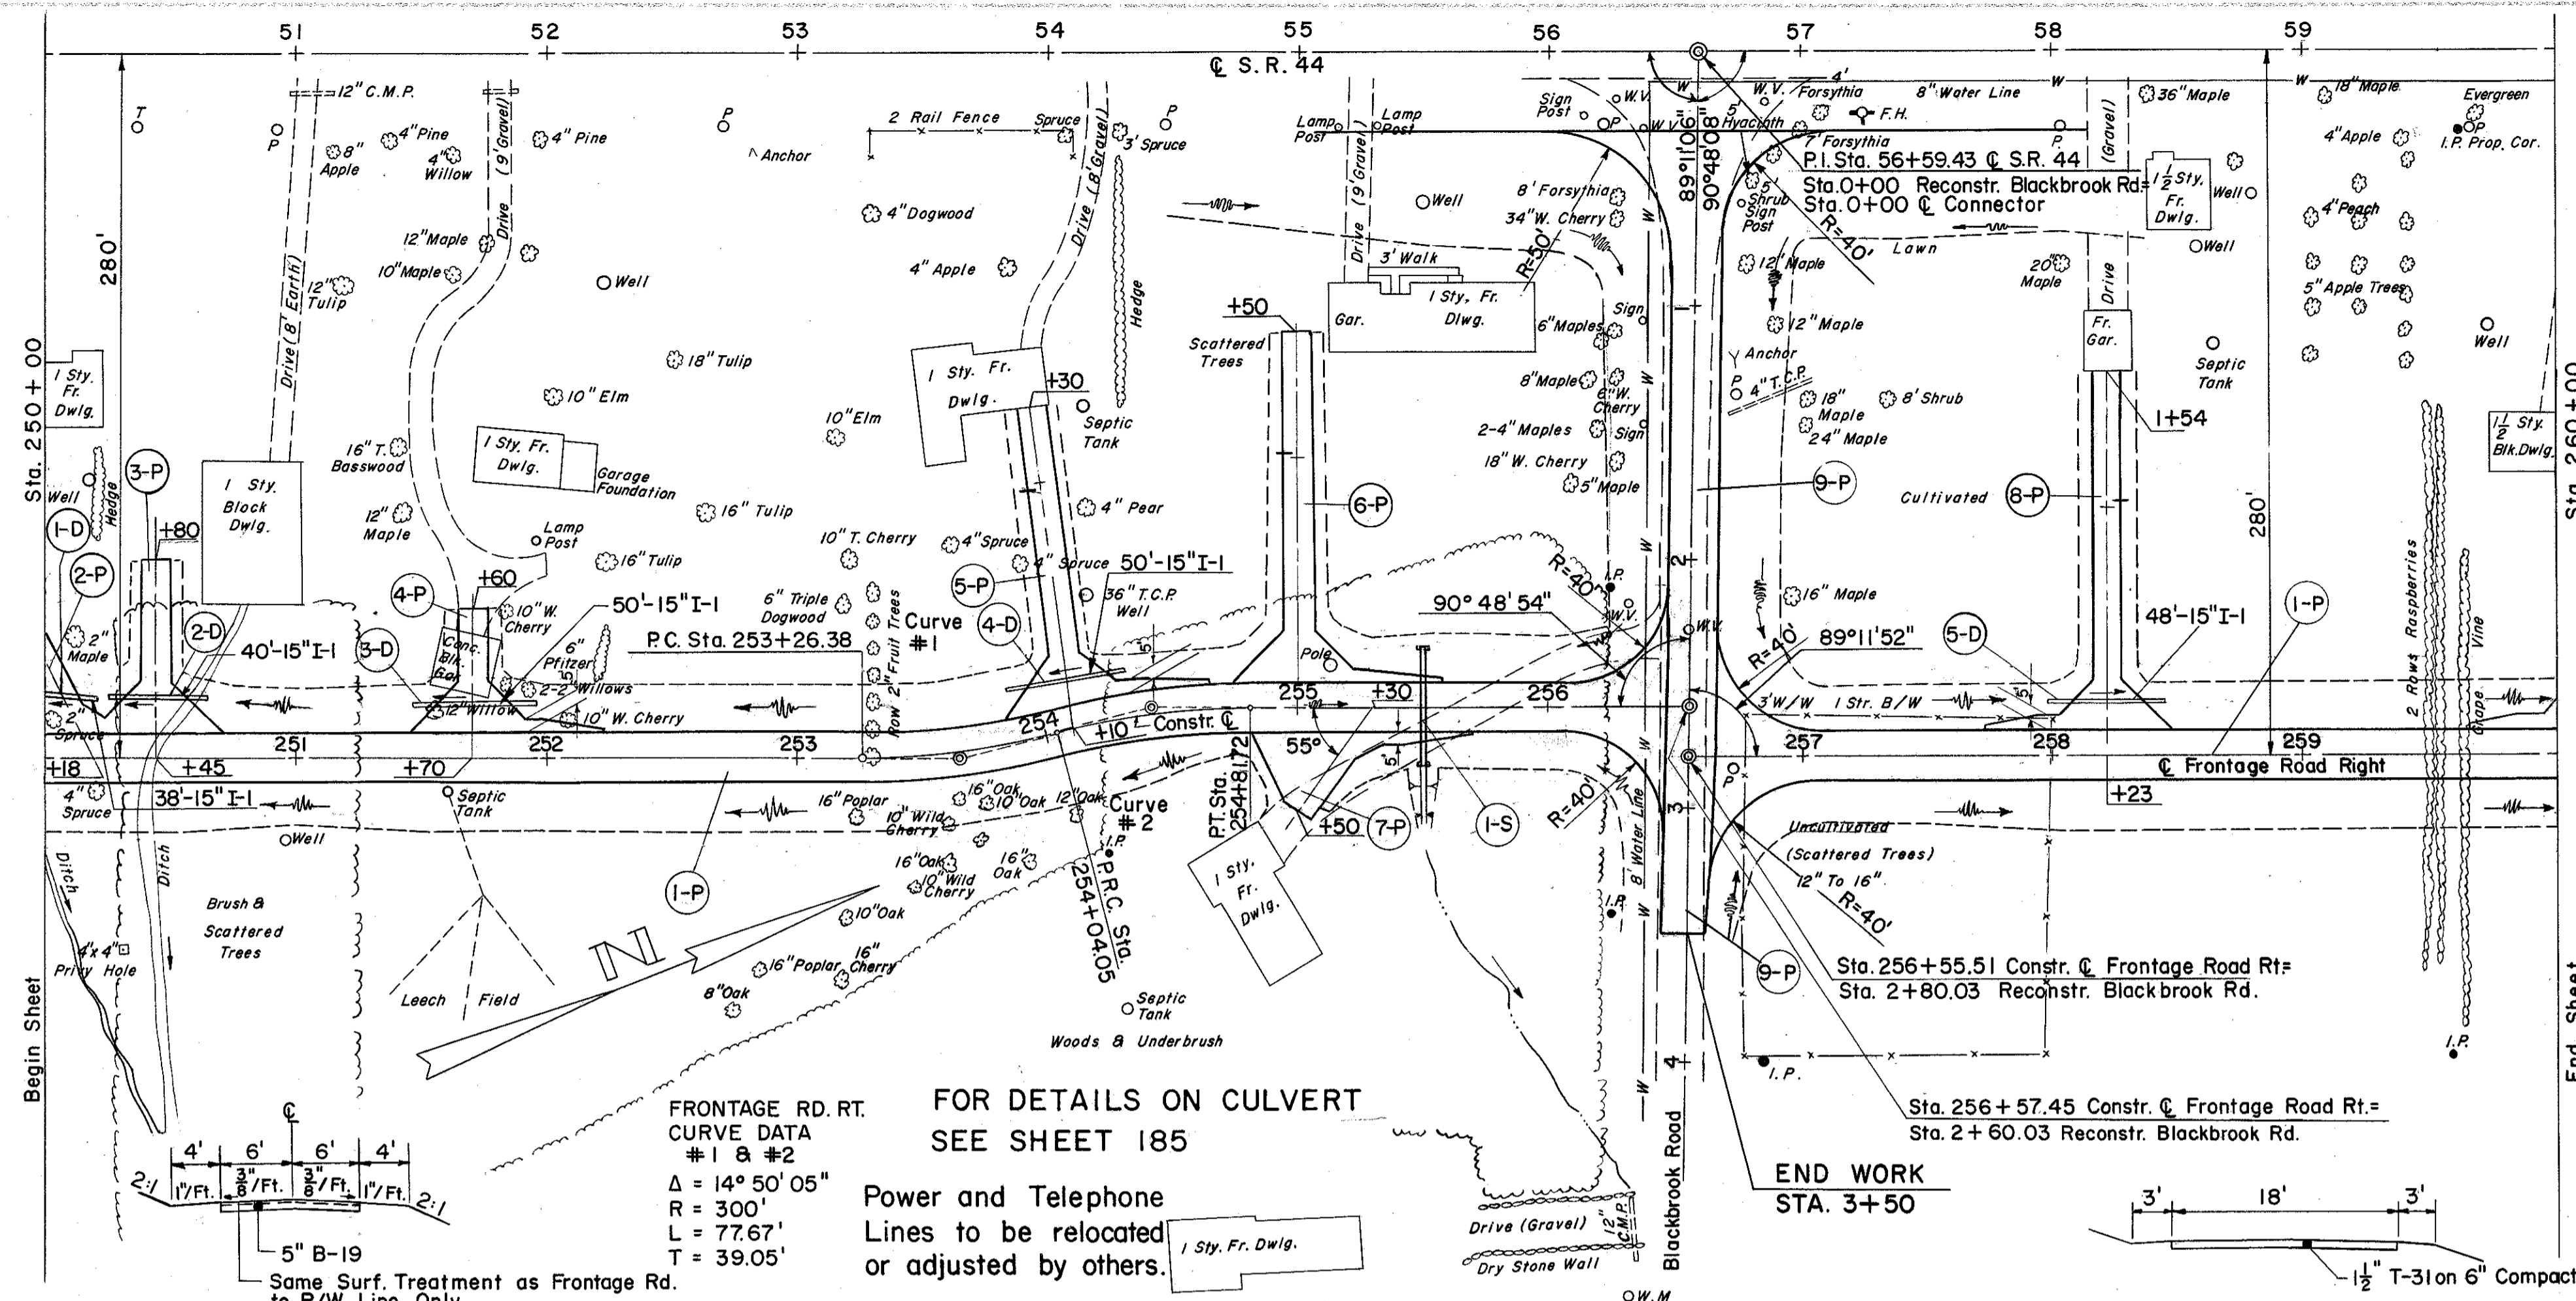 51 52 53 54 55 56 57 58 59
℄ S.R. 44
12" C.M.P.
T
P
8" Apple
4" Pine
4" Willow
Drive (9' Gravel)
4" Pine
P
Anchor
2 Rail Fence
Spruce
Drive (8' Gravel)
3' Spruce
P
Lamp Post
Lamp Post
Sign Post
W.V.
P
W.V.
W
4'
W.V.
Forsythia
5' Hyacinth
8" Water Line
W
F.H.
7' Forsythia
P
(Gravel)
36" Maple
W
18" Maple
Evergreen
P
I.P. Prop. Cor.
4" Apple
89°11'06"
90°48'08"
P.I. Sta. 56+59.43 ℄ S.R. 44
Sta. 0+00 Reconstr. Blackbrook Rd.=
Sta. 0+00 ℄ Connector
1 1/2 Sty. Fr. Dwlg.
Well
Well
4" Peach
280'
Drive (8' Earth)
12" Maple
10" Maple
12" Tulip
Well
4" Dogwood
4" Apple
Hedge
Drive (9' Gravel)
Well
8' Forsythia
34" W. Cherry
R=50'
5' Shrub
Sign Post
R=40'
Lawn
3' Walk
Gar.
1 Sty. Fr. Dlwg.
12" Maple
20" Maple
Drive
5" Apple Trees
Sta. 250+00
1 Sty. Fr. Dwlg.
18" Tulip
10" Elm
1 Sty. Fr. Dwlg.
+30
Septic Tank
+50
Scattered Trees
6" Maples
Sign
1
12" Maple
Anchor
P
4" T.C.P.
Fr. Gar.
Septic Tank
Well
Sta. 260+00
8" Maple
6" W. Cherry
2-4" Maples
Sign
18" W. Cherry
5" Maple
18" Maple
24" Maple
8' Shrub
1+54
1 1/2 Sty. Blk. Dwlg.
Well
Hedge
1-D
2-P
3-P
+80
1 Sty. Block Dwlg.
16" T. Basswood
12" Maple
1 Sty. Fr. Dwlg.
Garage Foundation
10" Elm
16" Tulip
Lamp Post
16" Tulip
10" T. Cherry
4" Spruce
4" Spruce
4" Pear
5-P
50'-15" I-1
6-P
9-P
Cultivated
8-P
280'
2 Rows Raspberries
Grape Vine
2" Maple
2-D
40'-15" I-1
4-P
+60
10" W. Cherry
50'-15" I-1
3-D
Conc. Blk. Gar.
6" Pfitzer
5'
P.C. Sta. 253+26.38
6" Triple Dogwood
Row 2" Fruit Trees
Curve #1
4-D
36" T.C.P. Well
5'
90°48'54"
R=40'
I.P.
W.V.
W.V.
2
16" Maple
R=40'
89°11'52"
5-D
48'-15" I-1
1-P
2" Spruce
12" Willow
2-2" Willows
10" W. Cherry
Pole
3' W/W 1 Str. B/W
5'
251 252 253 254 255 256 257 258 259
+10
Constr. ℄
+30
55°
5'
+18
+45
+70
℄ Frontage Road Right
+23
4" Spruce
38'-15" I-1
Well
Septic Tank
16" Poplar
10" Wild Cherry
16" Oak
10" Oak
12" Oak
Curve #2
I.P.
P.T. Sta. 254+81.72
+50
7-P
1-S
R=40'
8' Water Line
3
P
Uncultivated
(Scattered Trees)
12" To 16"
R=40'
Ditch
Ditch
Brush & Scattered Trees
4"x4" Privy Hole
1-P
16" Oak
10" Wild Cherry
16" Oak
10" Oak
P.R.C. Sta. 254+04.05
1 Sty. Fr. Dwlg.
I.P.
9-P
Sta. 256+55.51 Constr. ℄ Frontage Road Rt=
Sta. 2+80.03 Reconstr. Blackbrook Rd.
Leech Field
N
16" Poplar
16" Cherry
8" Oak
Septic Tank
Woods & Underbrush
4
I.P.
I.P.
Begin Sheet
End Sheet
Sta. 256+57.45 Constr. ℄ Frontage Road Rt.=
Sta. 2+60.03 Reconstr. Blackbrook Rd.
FOR DETAILS ON CULVERT
SEE SHEET 185
FRONTAGE RD. RT.
CURVE DATA
#1 & #2
Δ = 14° 50' 05"
R = 300'
L = 77.67'
T = 39.05'
Power and Telephone
Lines to be relocated
or adjusted by others.
1 Sty. Fr. Dwlg.
Blackbrook Road
END WORK
STA. 3+50
Drive (Gravel)
12" C.M.P.
Dry Stone Wall
W.M
℄
4' 6' 6' 4'
2:1 1"/Ft. 3/8"/Ft. 3/8"/Ft. 1"/Ft. 2:1
5" B-19
Same Surf. Treatment as Frontage Rd.
to R/W Line Only
3' 18' 3'
1 1/2" T-31 on 6" Compact